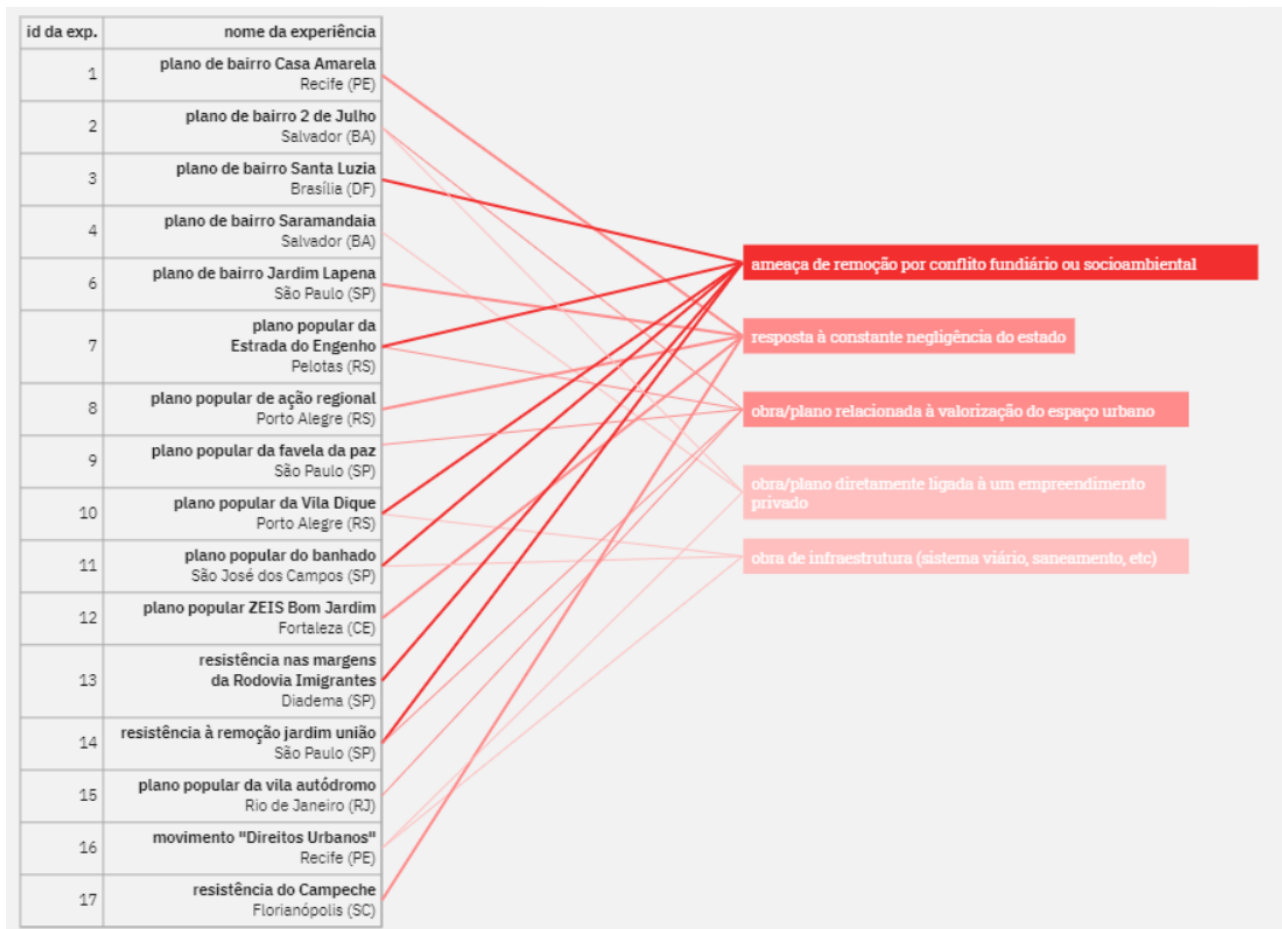 id da exp. nome da experiência
1 plano de bairro Casa Amarela
Recife (PE)
2 plano de bairro 2 de Julho
Salvador (BA)
3 plano de bairro Santa Luzia
Brasília (DF)
4 plano de bairro Saramandaia
Salvador (BA)
6 plano de bairro Jardim Lapena
São Paulo (SP)
7 plano popular da
Estrada do Engenho
Pelotas (RS)
8 plano popular de ação regional
Porto Alegre (RS)
9 plano popular da favela da paz
São Paulo (SP)
10 plano popular da Vila Dique
Porto Alegre (RS)
11 plano popular do banhado
São José dos Campos (SP)
12 plano popular ZEIS Bom Jardim
Fortaleza (CE)
13 resistência nas margens
da Rodovia Imigrantes
Diadema (SP)
14 resistência à remoção jardim união
São Paulo (SP)
15 plano popular da vila autódromo
Rio de Janeiro (RJ)
16 movimento "Direitos Urbanos"
Recife (PE)
17 resistência do Campeche
Florianópolis (SC)
ameaça de remoção por conflito fundiário ou socioambiental
resposta à constante negligência do estado
obra/plano relacionada à valorização do espaço urbano
obra/plano diretamente ligada à um empreendimento
privado
obra de infraestrutura (sistema viário, saneamento, etc)